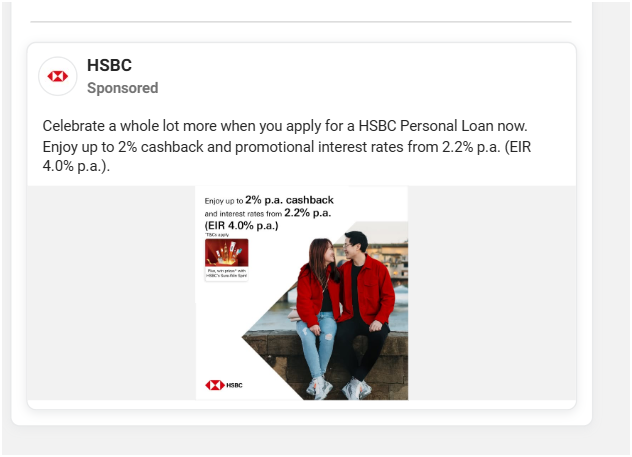 HSBC
Sponsored
Celebrate a whole lot more when you apply for a HSBC Personal Loan now.
Enjoy up to 2% cashback and promotional interest rates from 2.2% p.a. (EIR
4.0% p.a.).
Enjoy up to 2% p.a. cashback
and interest rates from 2.2% p.a.
(EIR 4.0% p.a.)
*T&Cs apply.
Plus, win prizes* with
HSBC's Sure-Win Spin!
HSBC